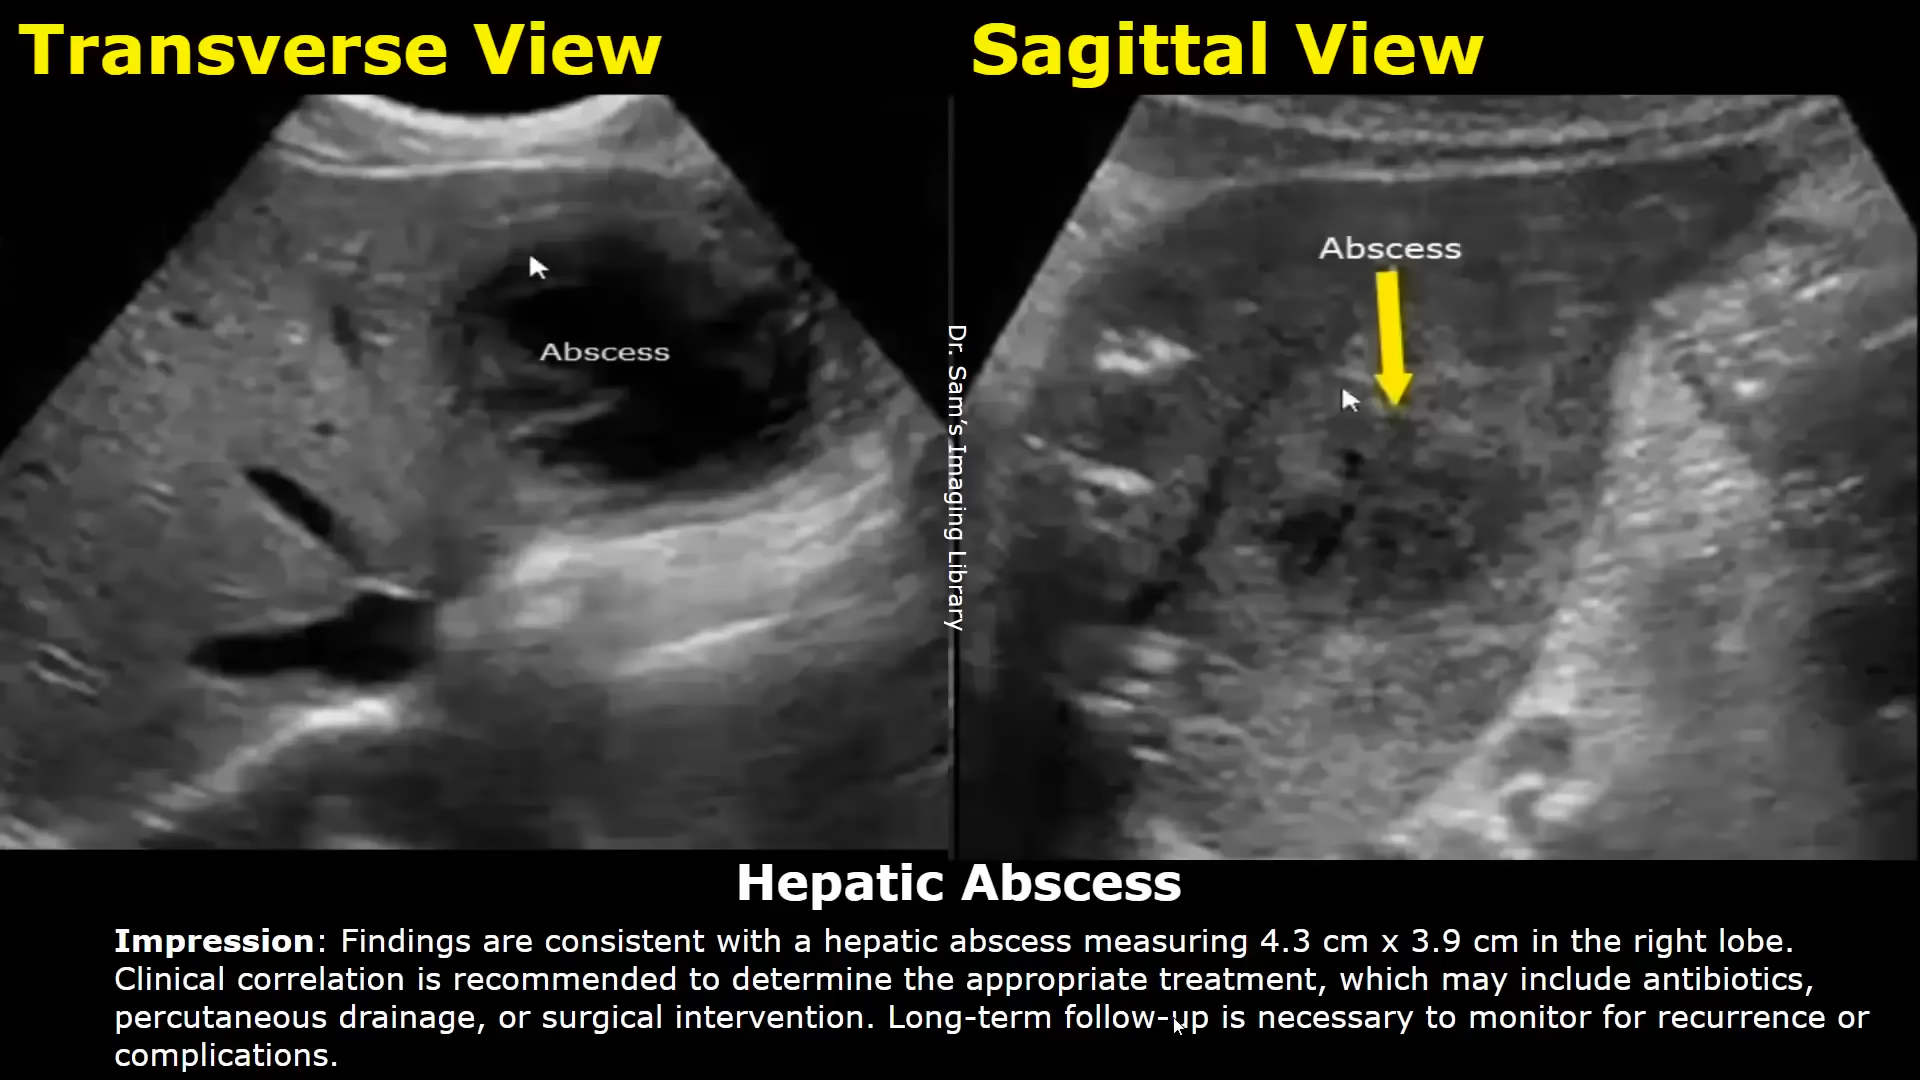 Transverse View
Sagittal View
Abscess
Abscess
Dr. Sam's Imaging Library
Hepatic Abscess
Impression: Findings are consistent with a hepatic abscess measuring 4.3 cm x 3.9 cm in the right lobe.
Clinical correlation is recommended to determine the appropriate treatment, which may include antibiotics,
percutaneous drainage, or surgical intervention. Long-term follow-up is necessary to monitor for recurrence or
complications.